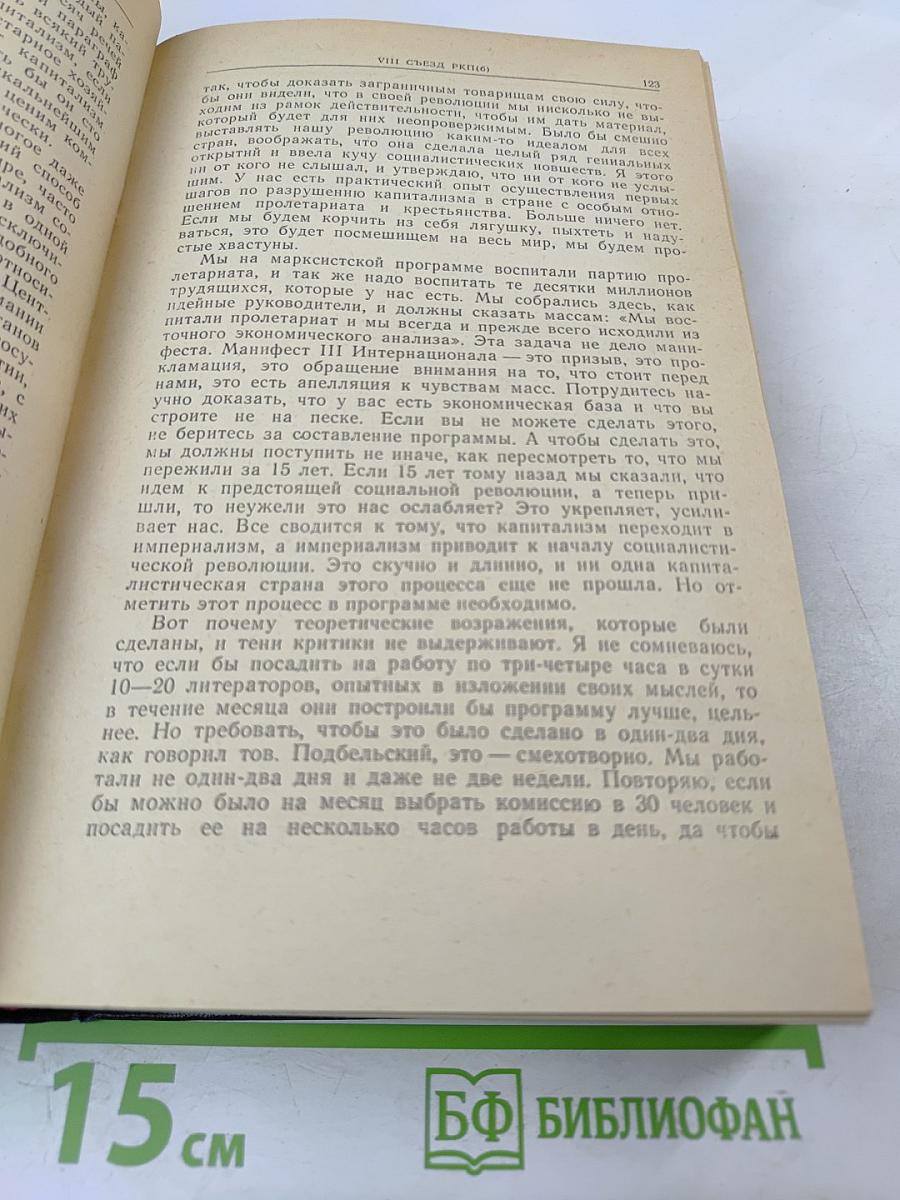 VIII СЪЕЗД РКП(б)
123
так, чтобы доказать заграничным товарищам свою силу, что-
бы они видели, что в своей революции мы нисколько не вы-
ходим из рамок действительности, чтобы им дать материал,
который будет для них неопровержимым. Было бы смешно
выставлять нашу революцию каким-то идеалом для всех
стран, воображать, что она сделала целый ряд гениальных
открытий и ввела кучу социалистических новшеств. Я этого
ни от кого не слышал, и утверждаю, что ни от кого не услы-
шим. У нас есть практический опыт осуществления первых
шагов по разрушению капитализма в стране с особым отно-
шением пролетариата и крестьянства. Больше ничего нет.
Если мы будем корчить из себя лягушку, пыхтеть и наду-
ваться, это будет посмешищем на весь мир, мы будем про-
стые хвастуны.
Мы на марксистской программе воспитали партию про-
летариата, и так же надо воспитать те десятки миллионов
трудящихся, которые у нас есть. Мы собрались здесь, как
идейные руководители, и должны сказать массам: «Мы вос-
питали пролетариат и мы всегда и прежде всего исходили из
точного экономического анализа». Эта задача не дело мани-
феста. Манифест III Интернационала — это призыв, это про-
кламация, это обращение внимания на то, что стоит перед
нами, это есть апелляция к чувствам масс. Потрудитесь на-
учно доказать, что у вас есть экономическая база и что вы
строите не на песке. Если вы не можете сделать этого,
не беритесь за составление программы. А чтобы сделать это,
мы должны поступить не иначе, как пересмотреть то, что мы
пережили за 15 лет. Если 15 лет тому назад мы сказали, что
идем к предстоящей социальной революции, а теперь при-
шли, то неужели это нас ослабляет? Это укрепляет, усили-
вает нас. Все сводится к тому, что капитализм переходит в
империализм, а империализм приводит к началу социалисти-
ческой революции. Это скучно и длинно, и ни одна капита-
листическая страна этого процесса еще не прошла. Но от-
метить этот процесс в программе необходимо.
Вот почему теоретические возражения, которые были
сделаны, и тени критики не выдерживают. Я не сомневаюсь,
что если бы посадить на работу по три-четыре часа в сутки
10—20 литераторов, опытных в изложении своих мыслей, то
в течение месяца они построили бы программу лучше, цель-
нее. Но требовать, чтобы это было сделано в один-два дня,
как говорил тов. Подбельский, это — смехотворно. Мы рабо-
тали не один-два дня и даже не две недели. Повторяю, если
бы можно было на месяц выбрать комиссию в 30 человек и
посадить ее на несколько часов работы в день, да чтобы
15 см
БФ БИБЛИОФАН